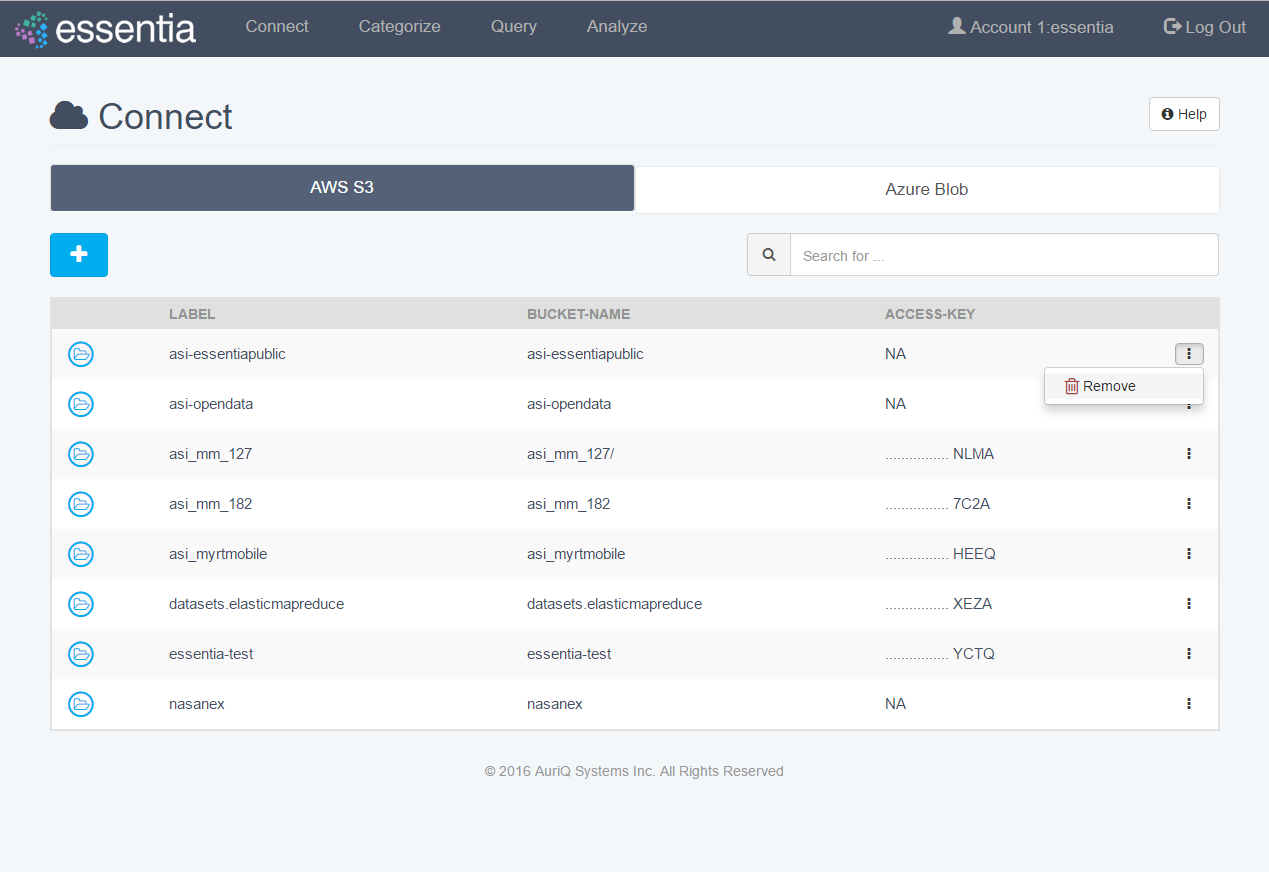 essentia Connect Categorize Query Analyze Account 1:essentia Log Out
Connect Help
AWS S3 Azure Blob
Search for ...
LABEL BUCKET-NAME ACCESS-KEY
asi-essentiapublic asi-essentiapublic NA
Remove
asi-opendata asi-opendata NA
asi_mm_127 asi_mm_127/ ................ NLMA
asi_mm_182 asi_mm_182 ................ 7C2A
asi_myrtmobile asi_myrtmobile ................ HEEQ
datasets.elasticmapreduce datasets.elasticmapreduce ................ XEZA
essentia-test essentia-test ................ YCTQ
nasanex nasanex NA
© 2016 AuriQ Systems Inc. All Rights Reserved